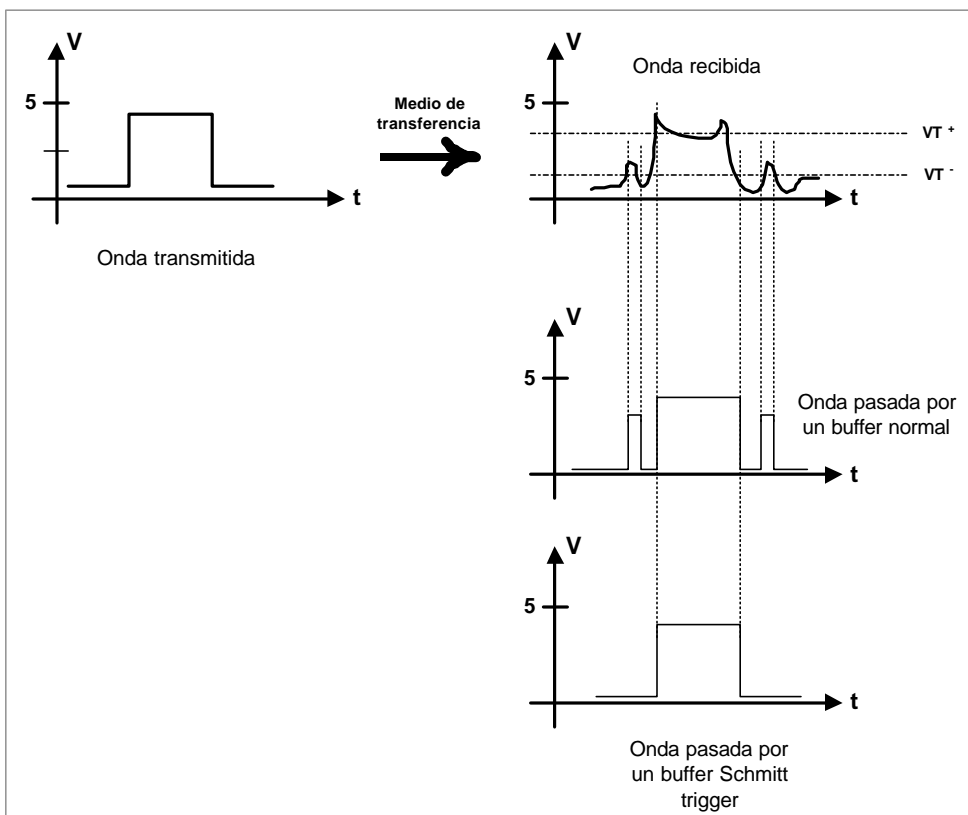 V
5
t
Onda transmitida
Medio de
transferencia
V
Onda recibida
5
VT +
VT -
t
V
5
Onda pasada por
un buffer normal
t
V
5
t
Onda pasada por
un buffer Schmitt
trigger